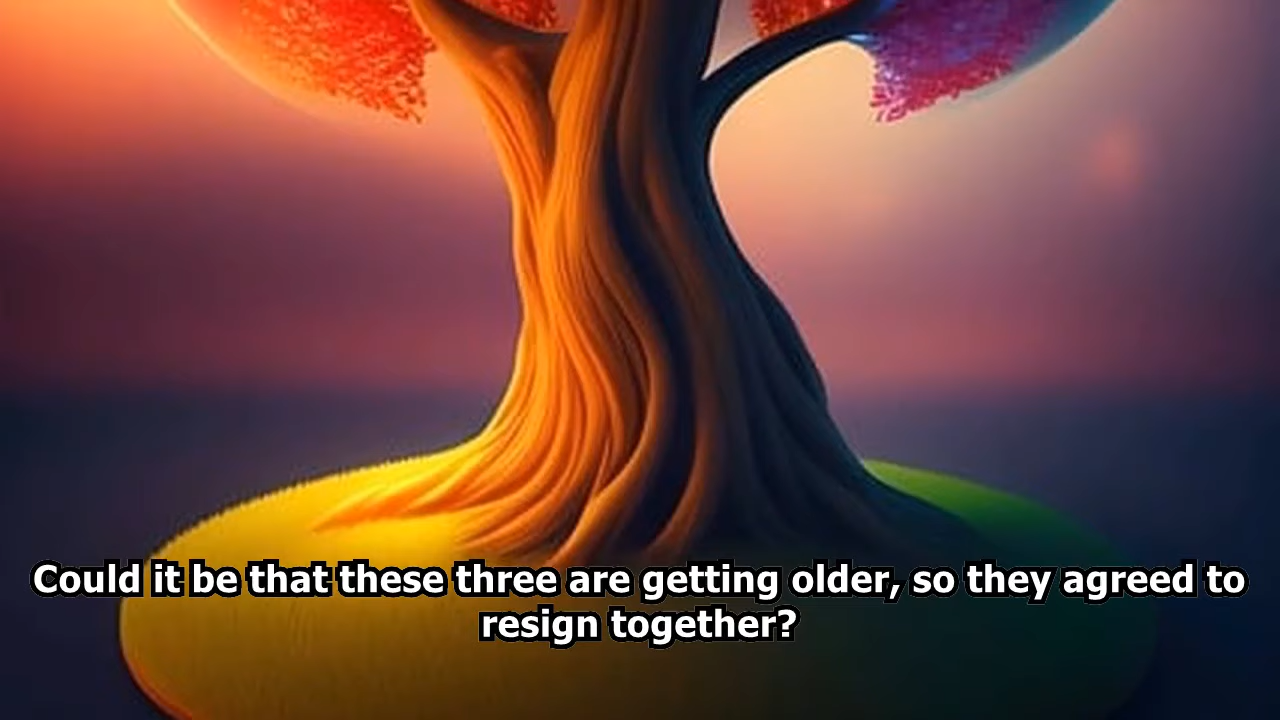 Could it be that these three are getting older, so they agreed to
resign together?